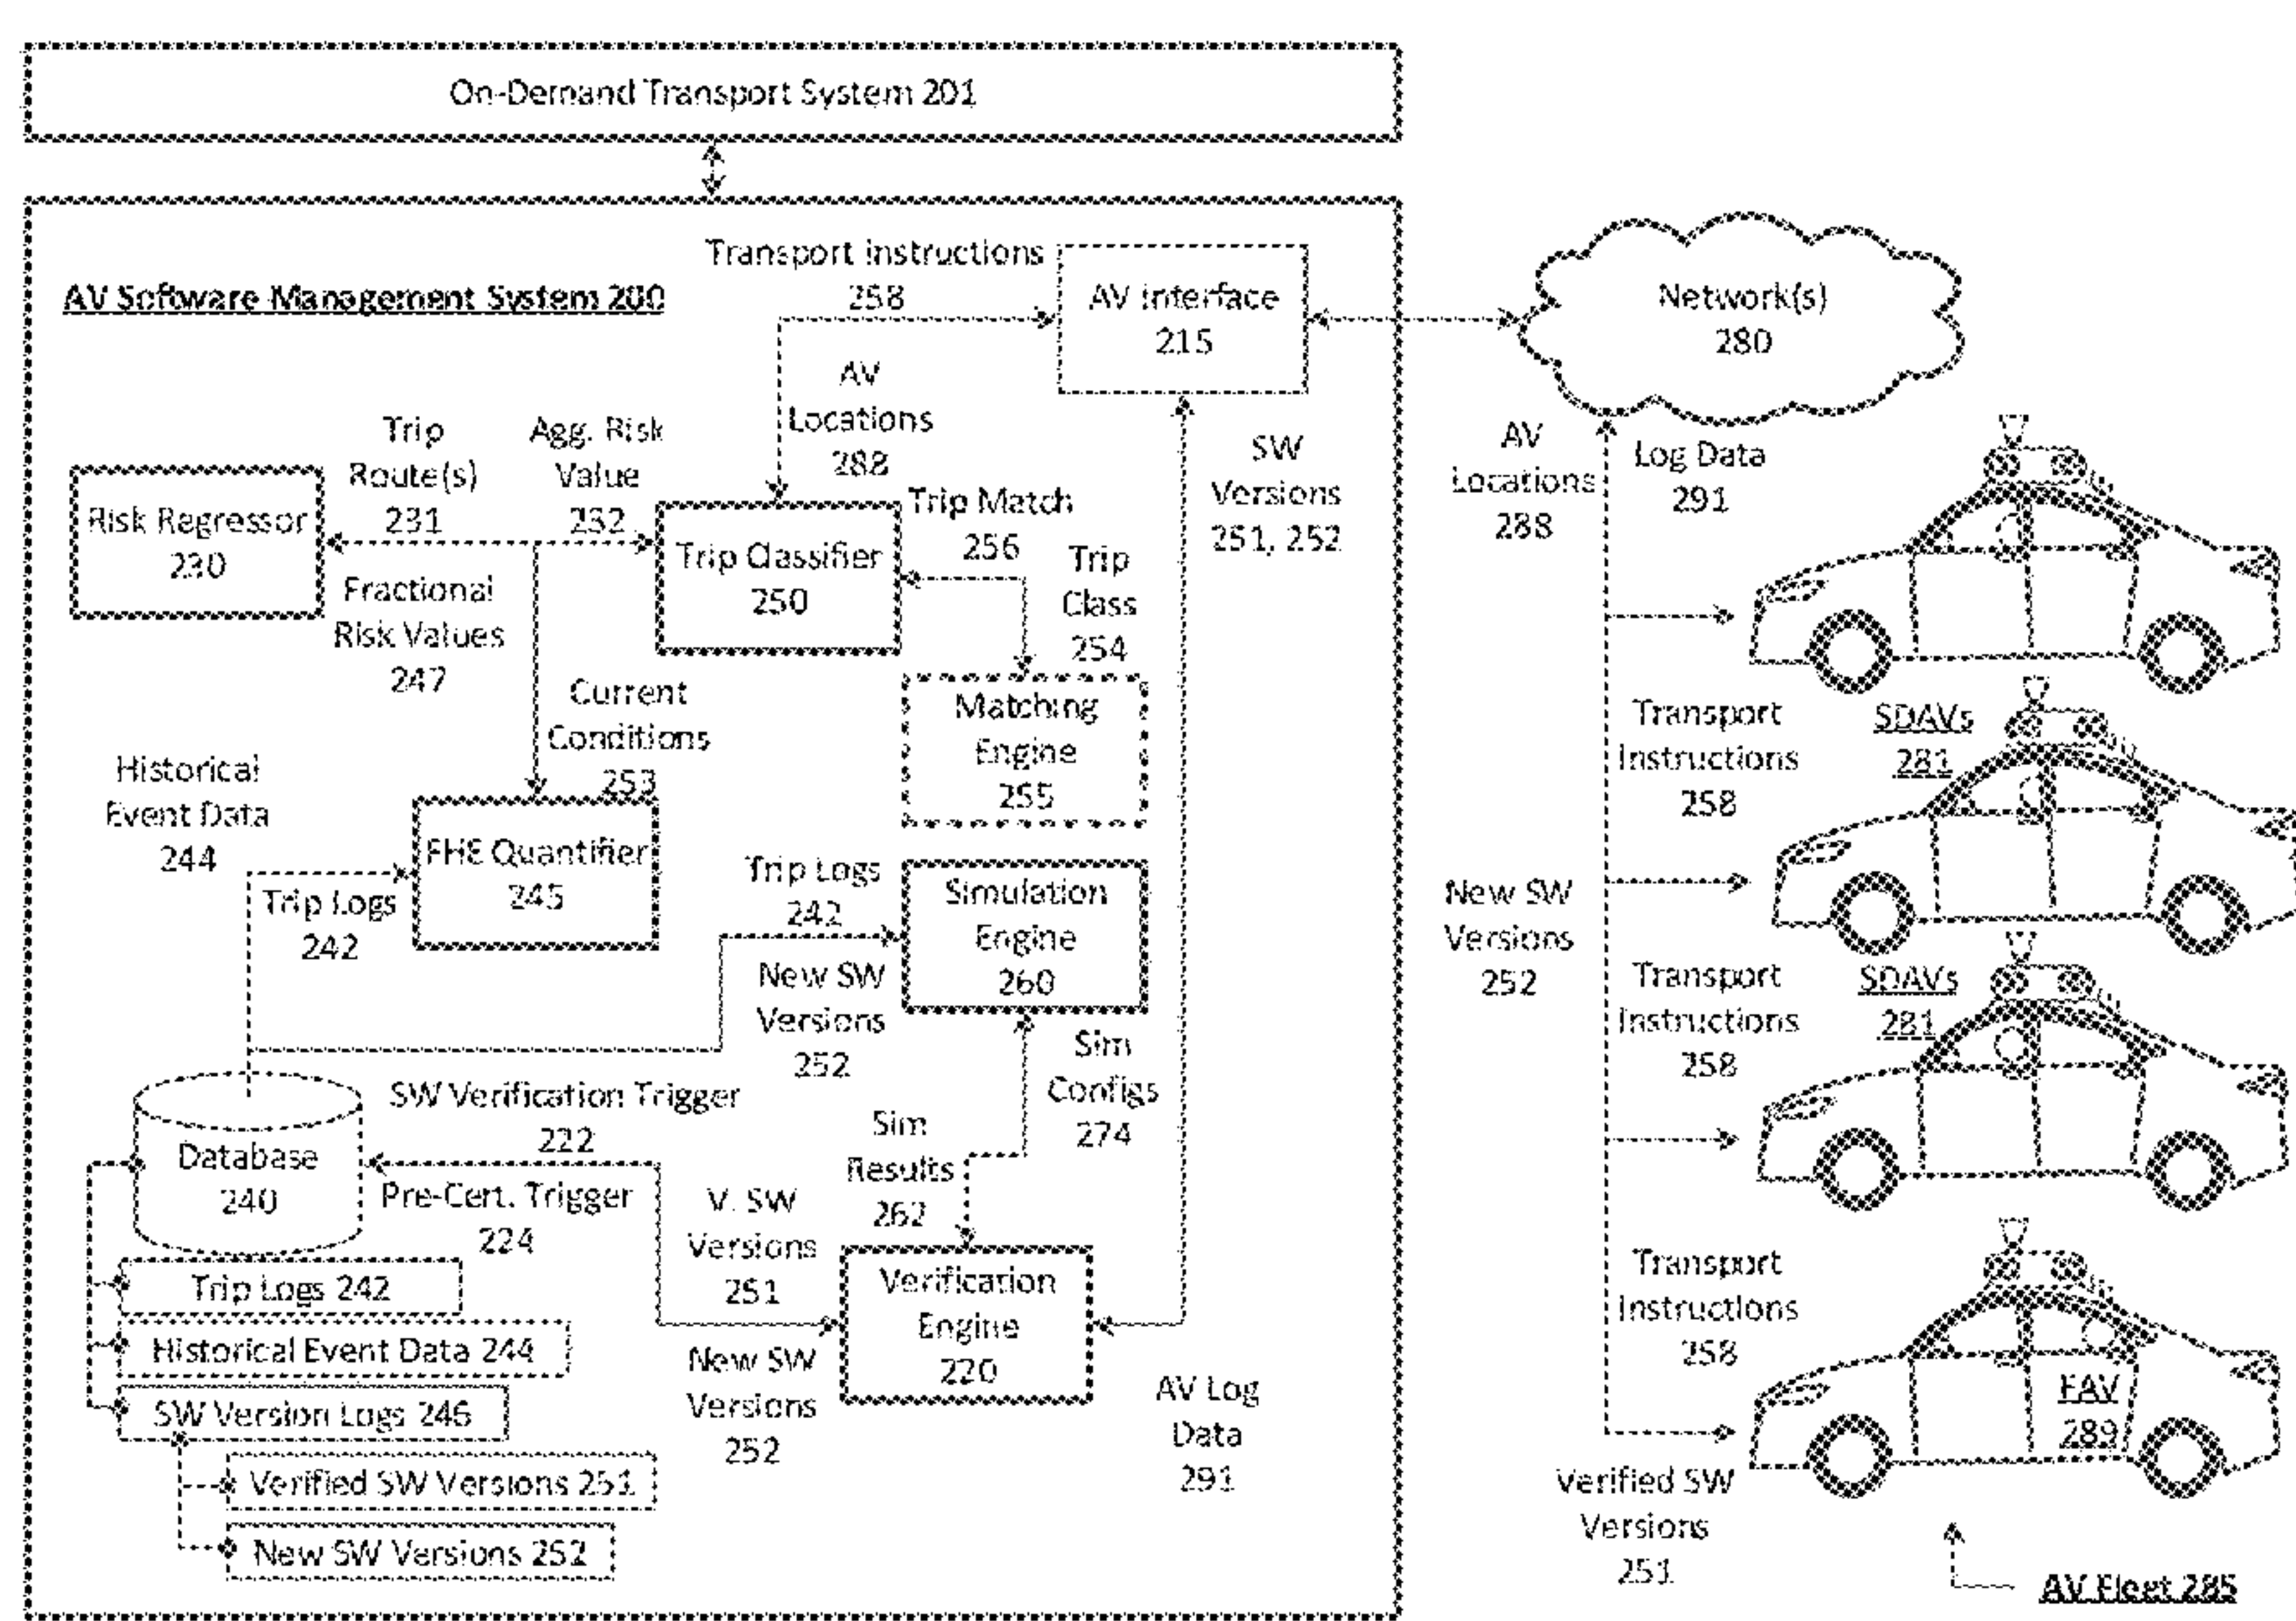 On-Demand Transport System 201
AV Software Management System 200
Transport Instructions
258
AV Interface
215
Network(s)
280
AV
Locations
288
Trip
Route(s)
231
Agg. Risk
Value
232
Risk Regressor
230
Fractional
Risk Values
247
Trip Classifier
250
Trip Match
256
Trip
Class
254
SW
Versions
251, 252
Current
Conditions
253
Matching
Engine
255
Historical
Event Data
244
Trip Logs
242
FHE Quantifier
245
Trip Logs
242
New SW
Versions
252
Simulation
Engine
260
Sim
Configs
274
Sim
Results
262
Database
240
SW Verification Trigger
222
Pre-Cert. Trigger
224
V. SW
Versions
251
New SW
Versions
252
Verification
Engine
220
AV Log
Data
291
Trip Logs 242
Historical Event Data 244
SW Version Logs 246
Verified SW Versions 251
New SW Versions 252
AV
Locations
288
Log Data
291
Transport
Instructions
258
SDAVs
281
New SW
Versions
252
Transport
Instructions
258
SDAVs
281
Transport
Instructions
258
FAV
289
Verified SW
Versions
251
AV Fleet 285